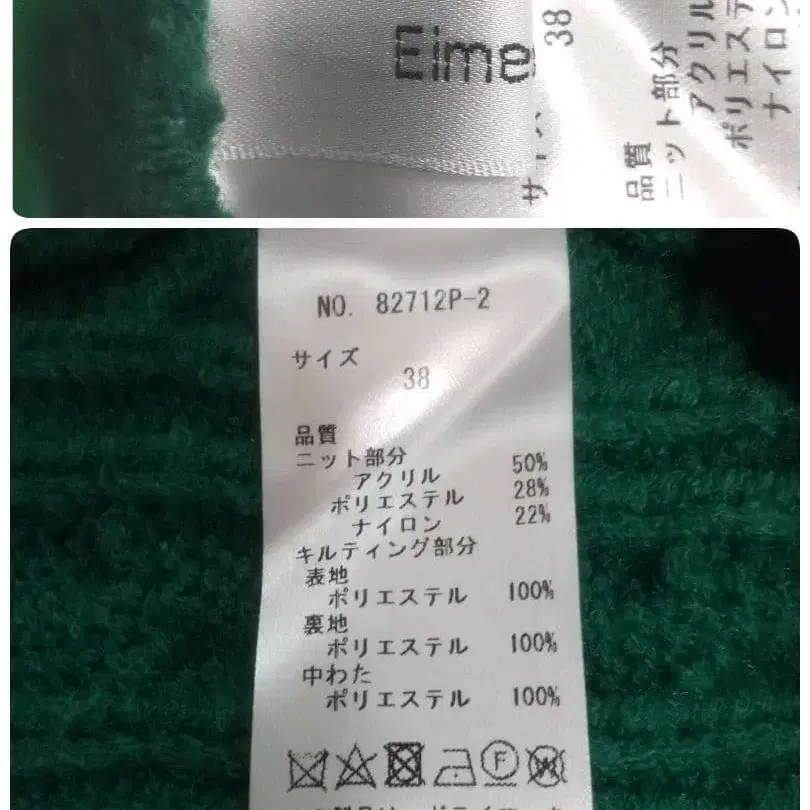 Eime
38
サイズ
品質
ニット部分
アクリル
ポリエステ
ナイロン
NO. 82712P-2
サイズ
38
品質
ニット部分
アクリル 50%
ポリエステル 28%
ナイロン 22%
キルティング部分
表地
ポリエステル 100%
裏地
ポリエステル 100%
中わた
ポリエステル 100%
F
W